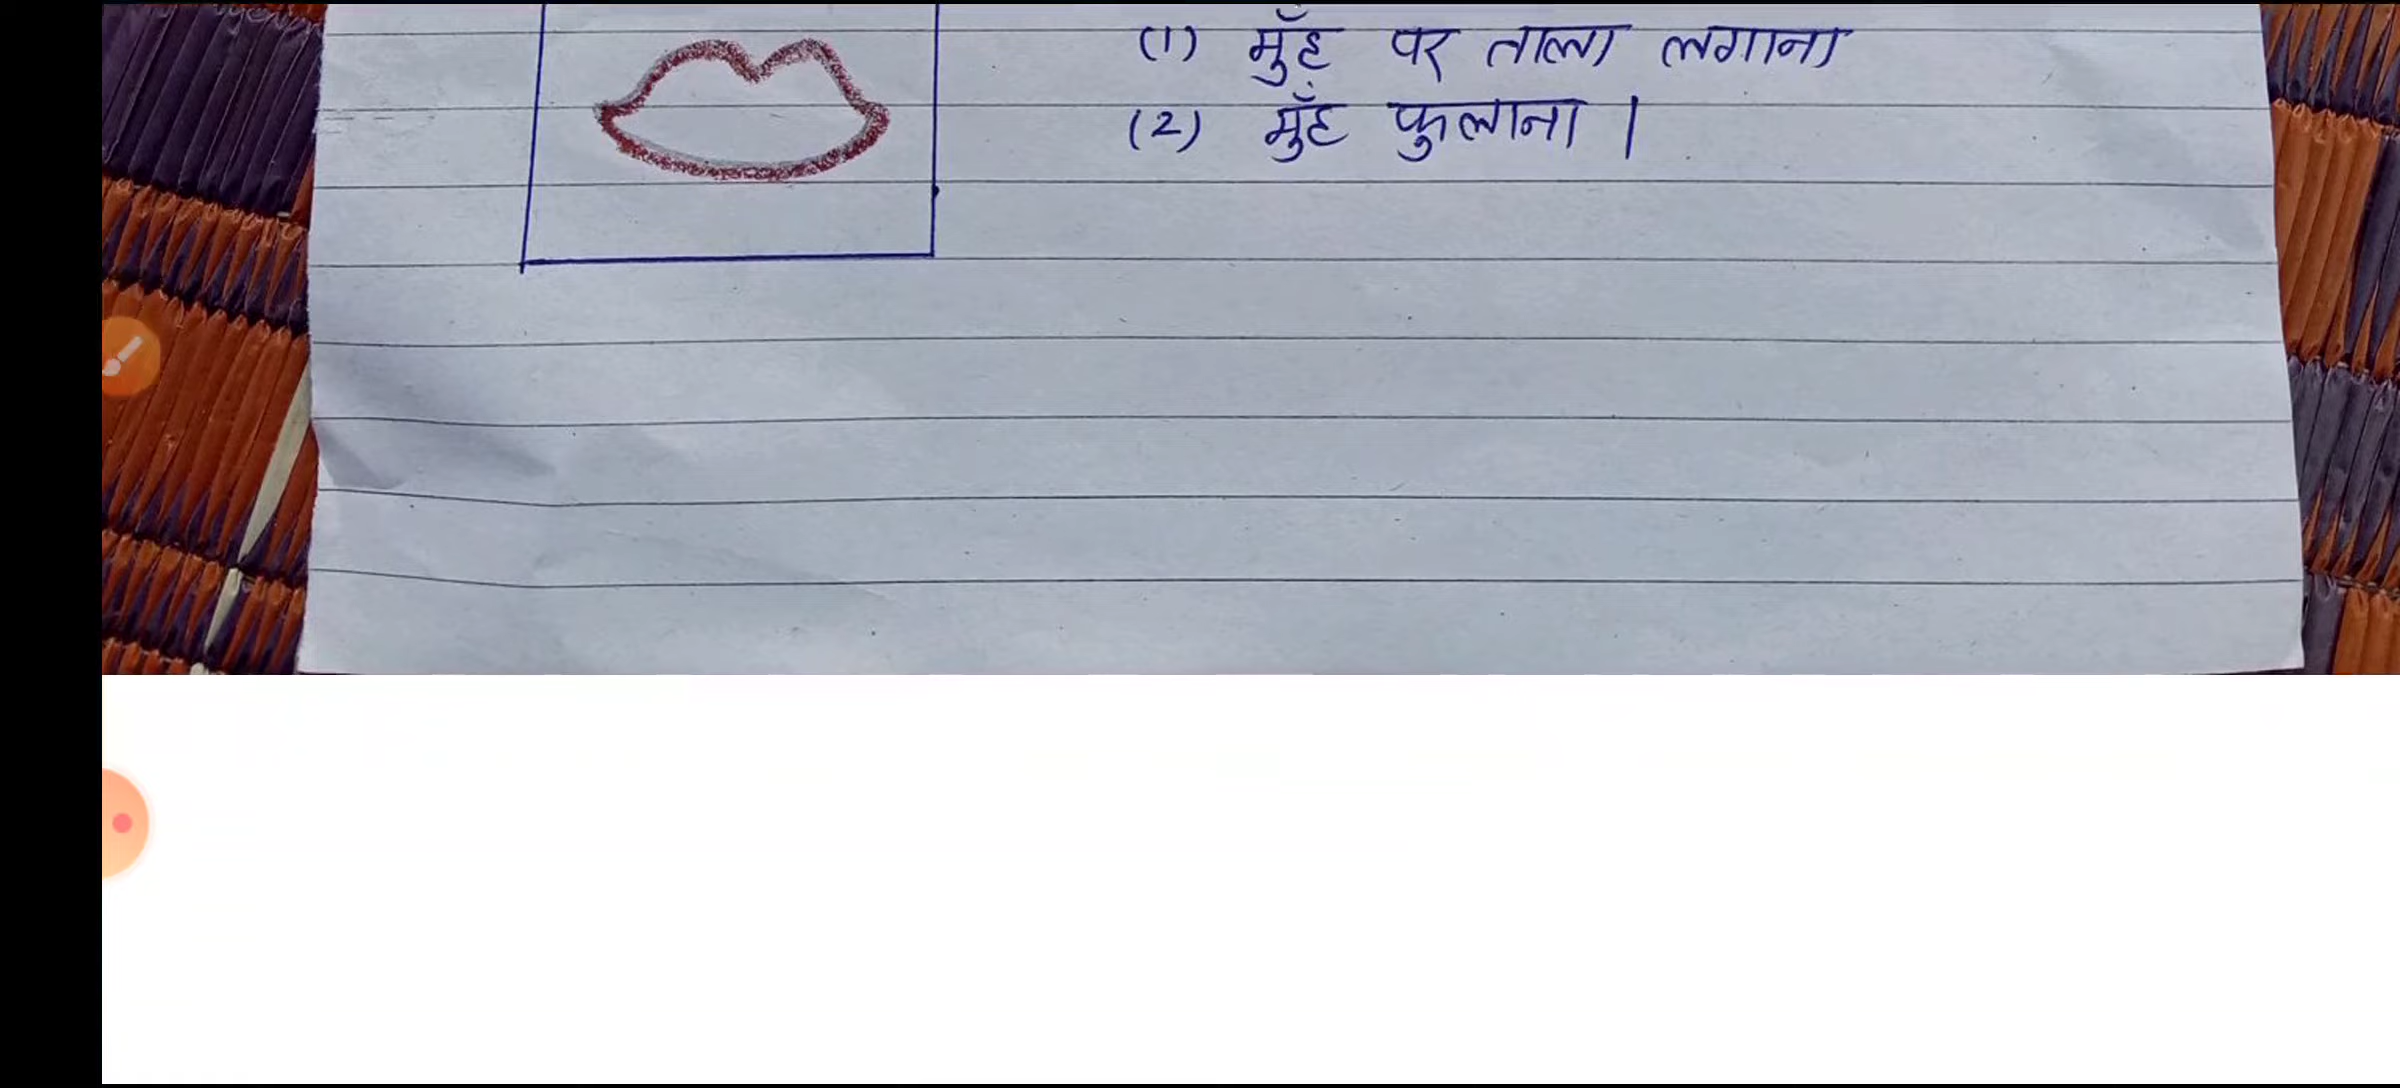 (1) मुँह पर ताला लगाना
(2) मुँह फुलाना |